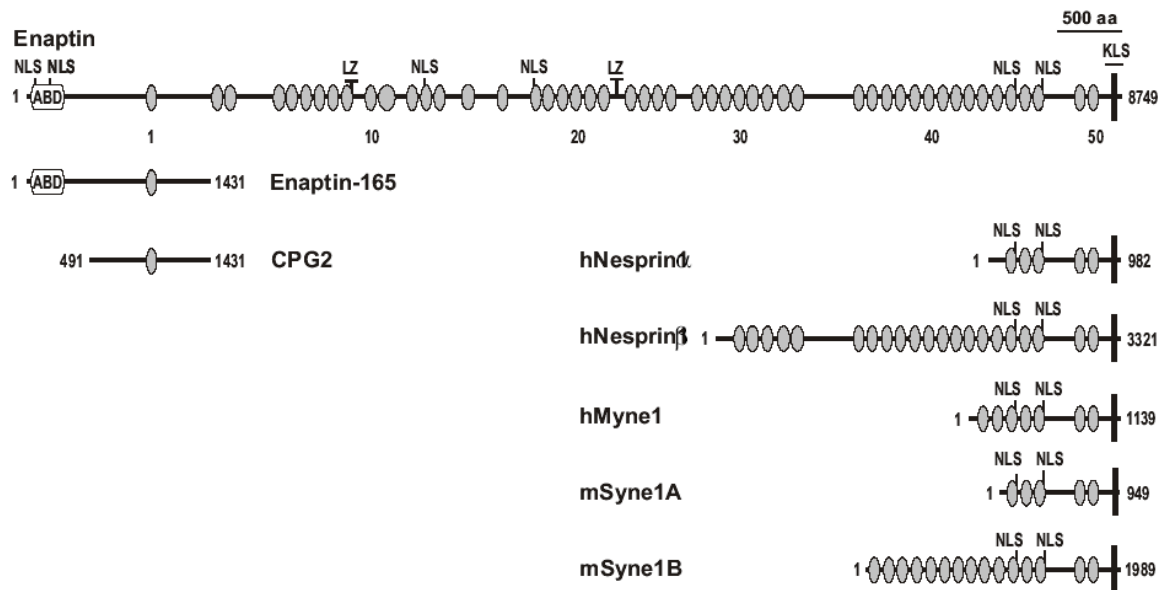 500 aa
Enaptin
NLS NLS LZ NLS NLS LZ NLS NLS KLS
1 ABD 8749
1 10 20 30 40 50
1 ABD 1431 Enaptin-165
NLS NLS
491 1431 CPG2 hNesprin1α 1 982
NLS NLS
hNesprin1β 1 3321
NLS NLS
hMyne1 1 1139
NLS NLS
mSyne1A 1 949
NLS NLS
mSyne1B 1 1989